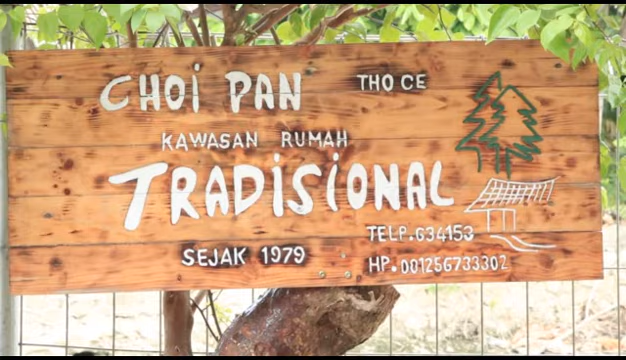 CHOi PAN THO CE
KAWASAN RUMAH
TRADiSiONAL
TELP.634153
SEJAK 1979
HP.001256733302